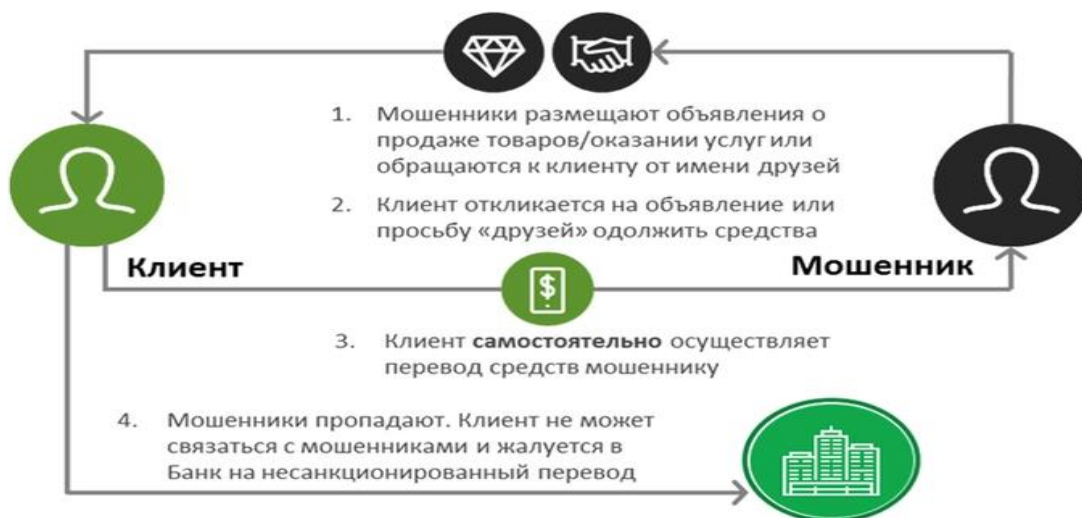 1. Мошенники размещают объявления о
продаже товаров/оказании услуг или
обращаются к клиенту от имени друзей
2. Клиент откликается на объявление или
просьбу «друзей» одолжить средства
Клиент
Мошенник
$
3. Клиент самостоятельно осуществляет
перевод средств мошеннику
4. Мошенники пропадают. Клиент не может
связаться с мошенниками и жалуется в
Банк на несанкционированный перевод